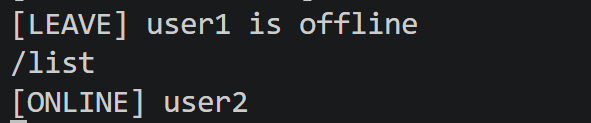 [LEAVE] user1 is offline
/list
[ONLINE] user2